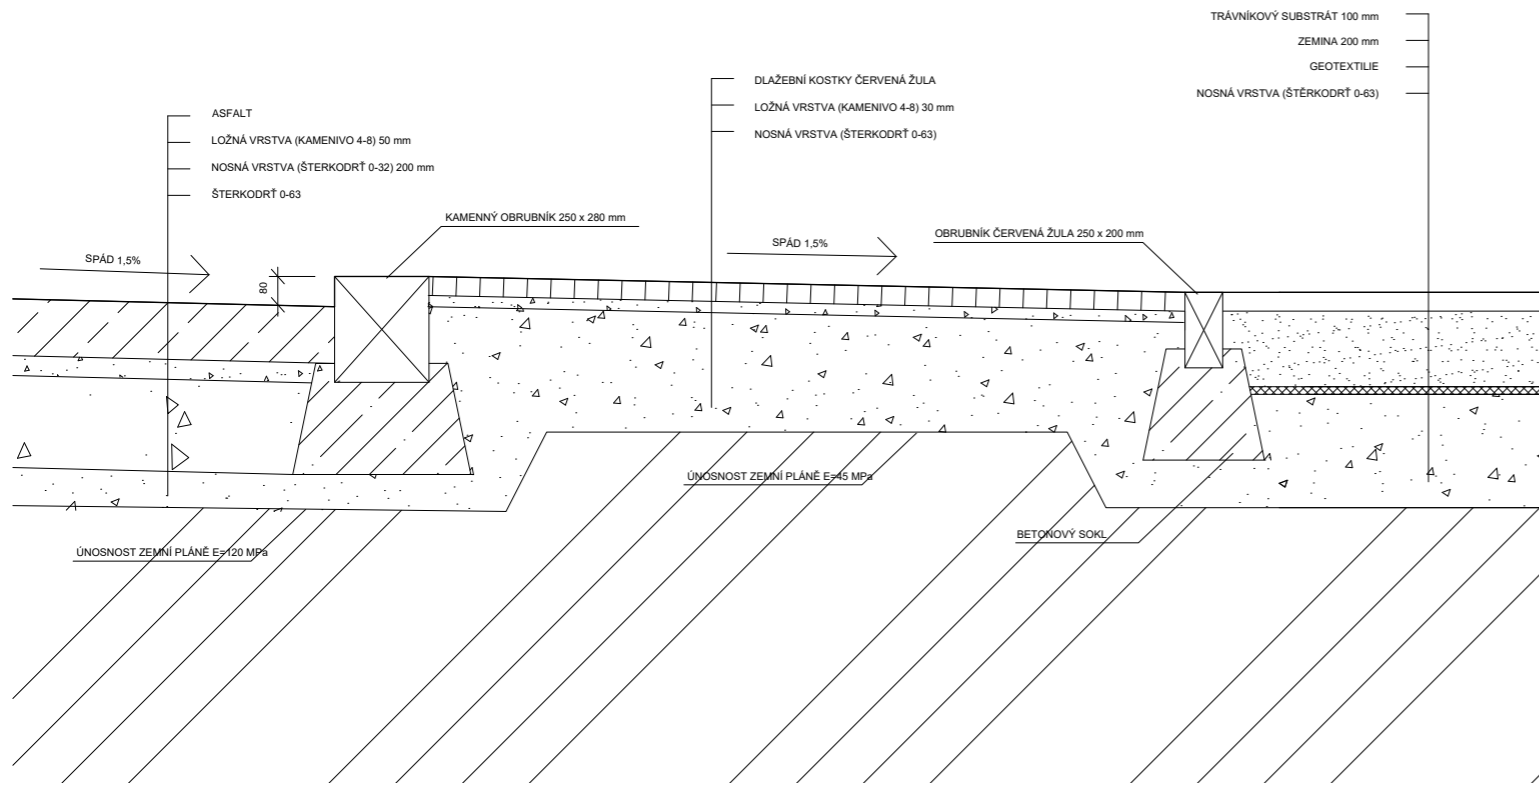 TRÁVNÍKOVÝ SUBSTRÁT 100 mm
ZEMINA 200 mm
GEOTEXTILIE
NOSNÁ VRSTVA (ŠTĚRKODRŤ 0-63)
DLAŽEBNÍ KOSTKY ČERVENÁ ŽULA
LOŽNÁ VRSTVA (KAMENIVO 4-8) 30 mm
NOSNÁ VRSTVA (ŠTERKODRŤ 0-63)
ASFALT
LOŽNÁ VRSTVA (KAMENIVO 4-8) 50 mm
NOSNÁ VRSTVA (ŠTERKODRŤ 0-32) 200 mm
ŠTERKODRŤ 0-63
KAMENNÝ OBRUBNÍK 250 x 280 mm
OBRUBNÍK ČERVENÁ ŽULA 250 x 200 mm
SPÁD 1,5%
SPÁD 1,5%
80
ÚNOSNOST ZEMNÍ PLÁNĚ E=45 MPa
BETONOVÝ SOKL
ÚNOSNOST ZEMNÍ PLÁNĚ E=120 MPa